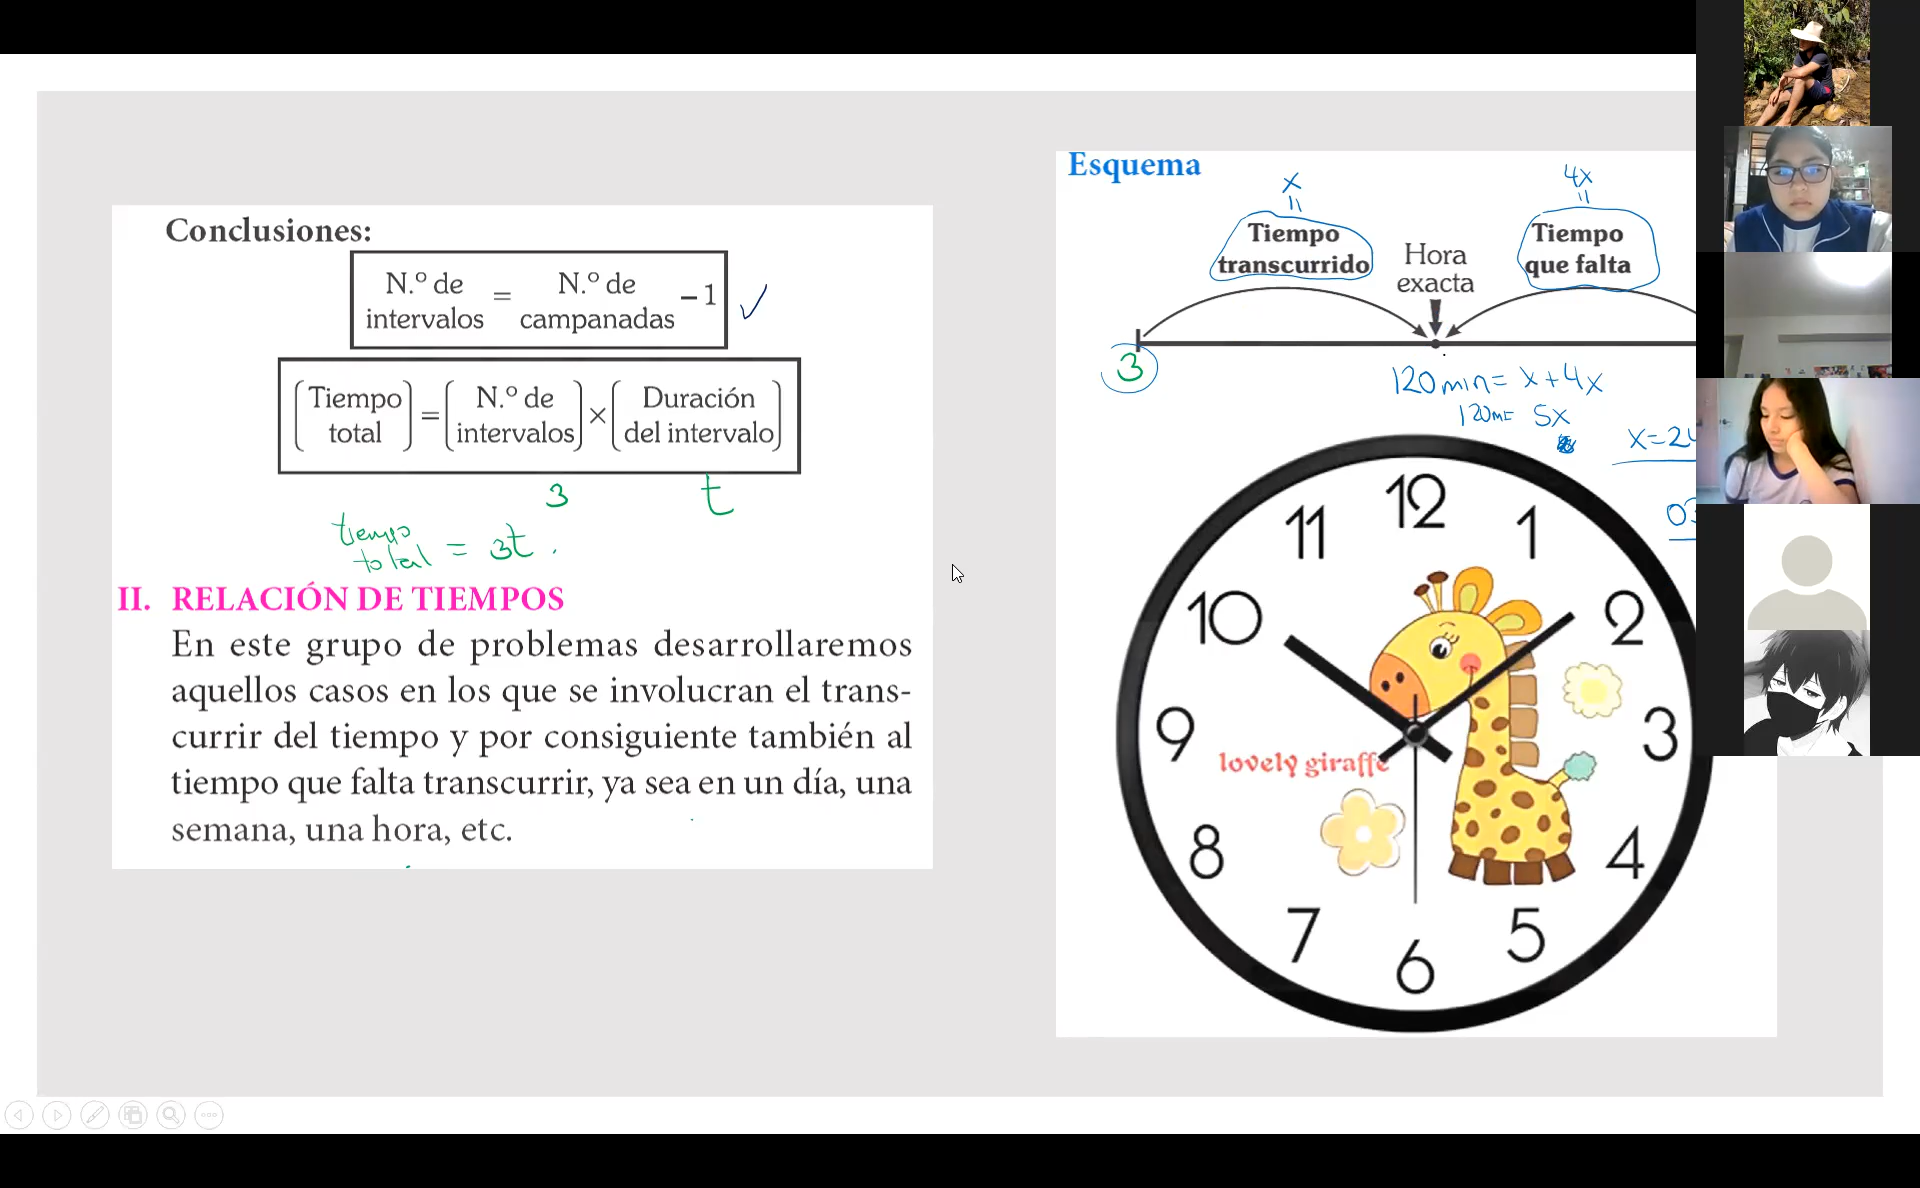 Conclusiones:
N.º de intervalos = N.º de campanadas − 1
(Tiempo total) = (N.º de intervalos) × (Duración del intervalo)
3 t
tiempo total = 3t .
II. RELACIÓN DE TIEMPOS
En este grupo de problemas desarrollaremos
aquellos casos en los que se involucran el trans-
currir del tiempo y por consiguiente también al
tiempo que falta transcurrir, ya sea en un día, una
semana, una hora, etc.
Esquema
x 4x
= =
Tiempo transcurrido
Hora exacta
Tiempo que falta
3
120 min = x + 4x
120m = 5x
x = 24
03
12
1
2
3
4
5
6
7
8
9
10
11
lovely giraffe